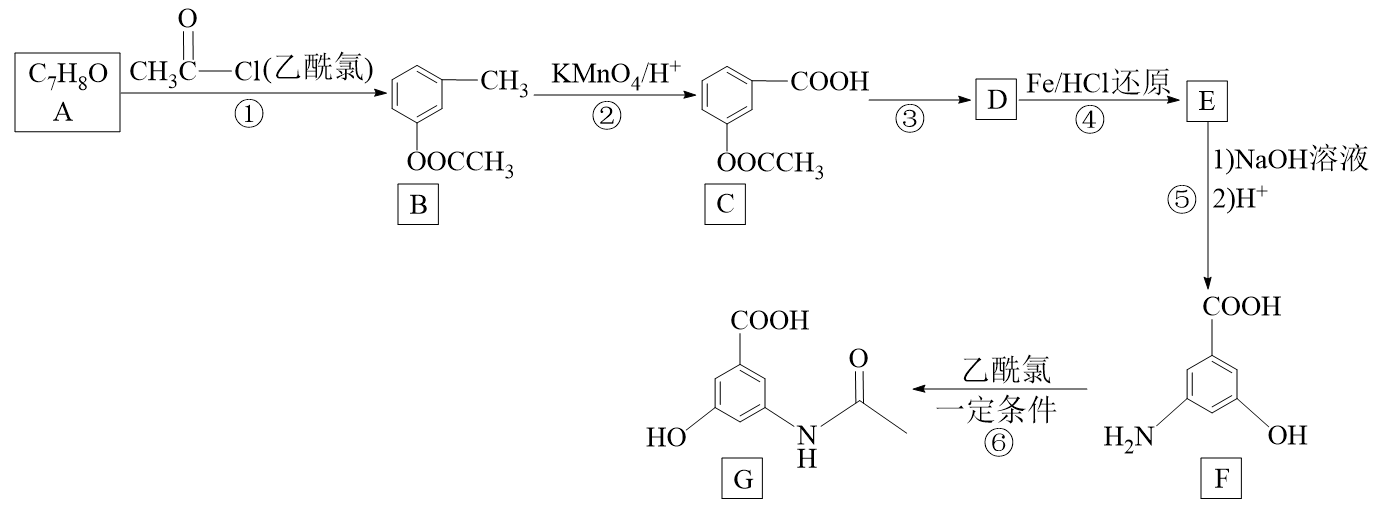 C₇H₈O
A
O
CH₃C—Cl(乙酰氯)
①
CH₃
OOCCH₃
B
KMnO₄/H⁺
②
COOH
OOCCH₃
C
③
D
Fe/HCl还原
④
E
1)NaOH溶液
⑤
2)H⁺
COOH
H₂N
OH
F
乙酰氯
一定条件
⑥
COOH
O
HO
N
H
G